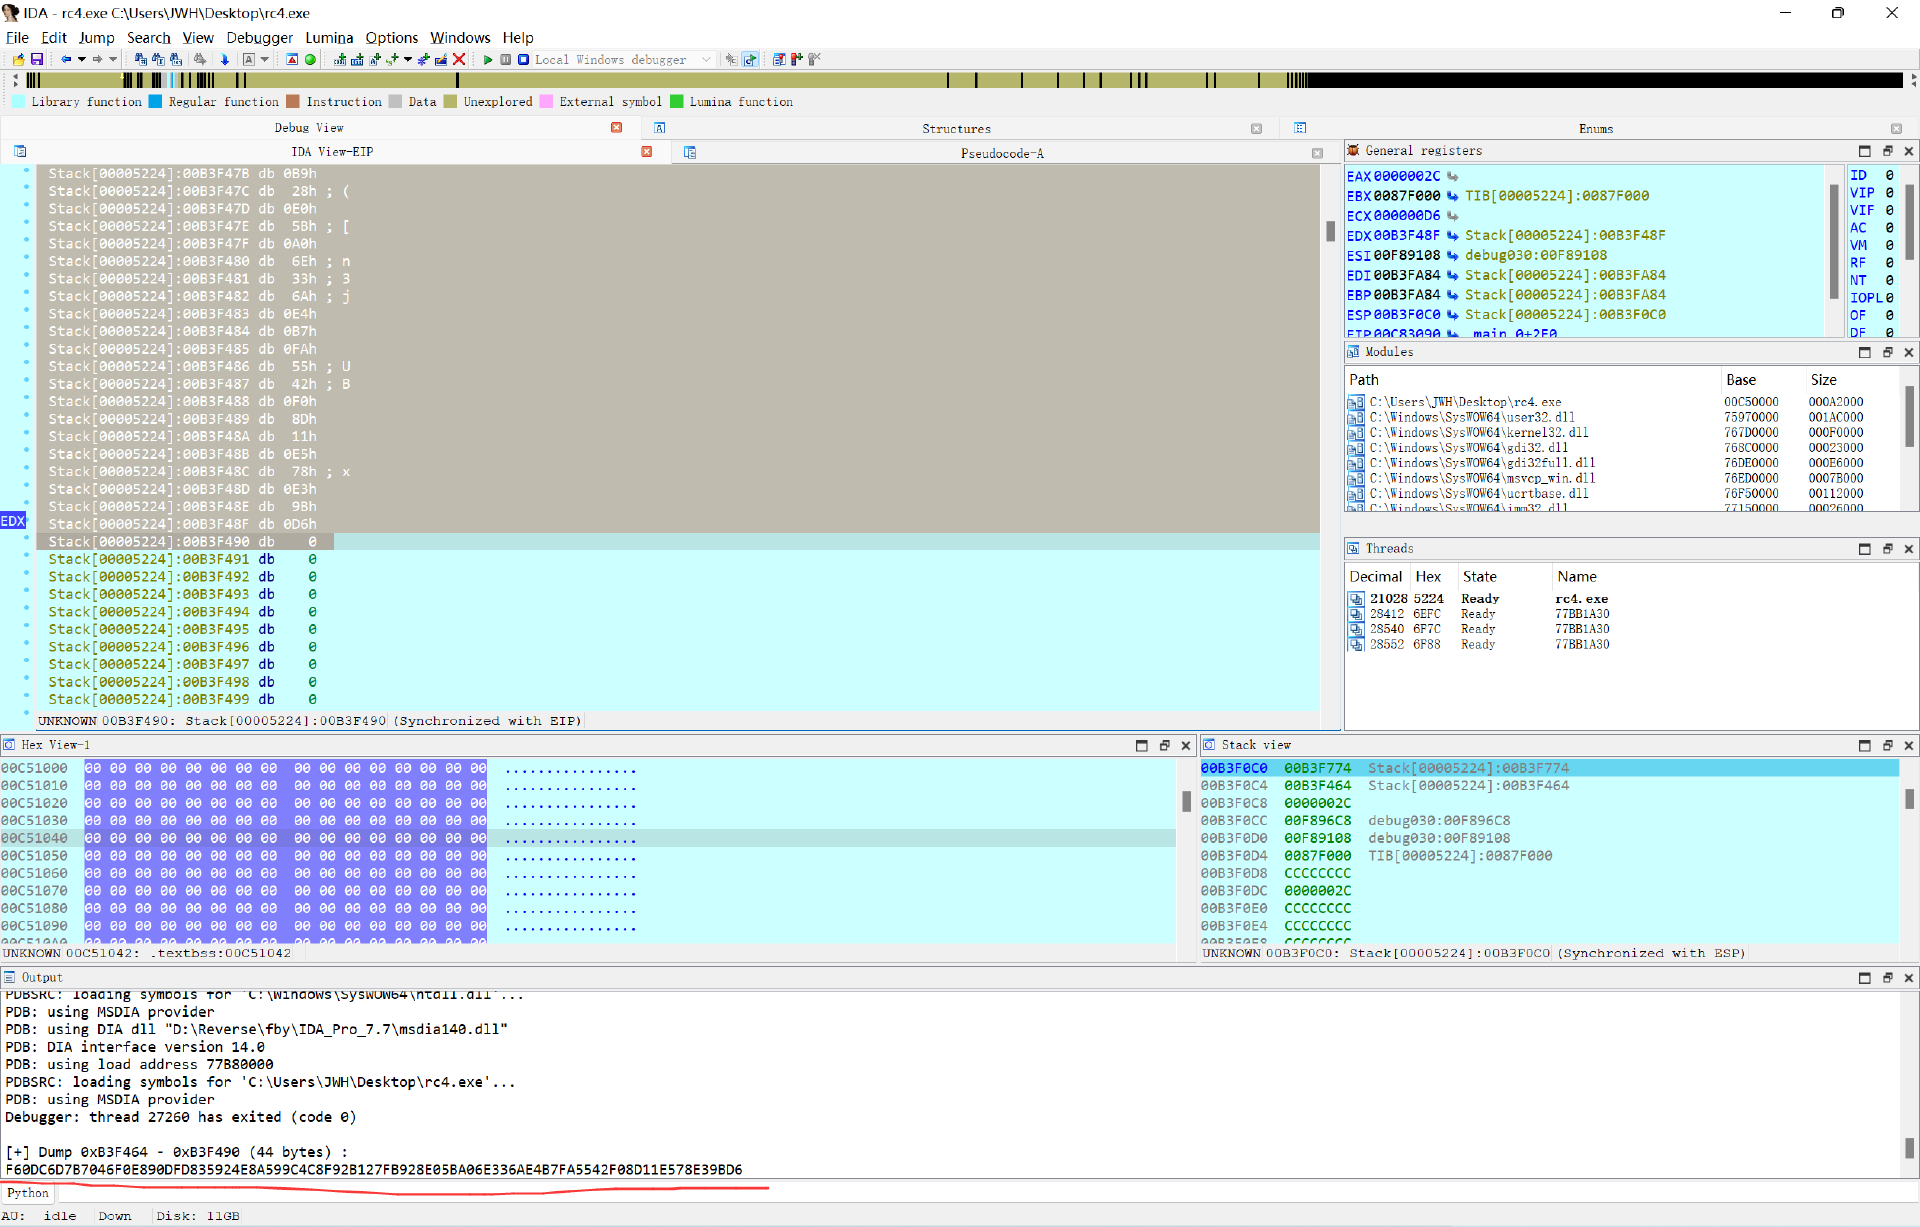 IDA - rc4.exe C:\Users\JWH\Desktop\rc4.exe
File Edit Jump Search View Debugger Lumina Options Windows Help
Local Windows debugger
Library function Regular function Instruction Data Unexplored External symbol Lumina function
Debug View Structures Enums
IDA View-EIP Pseudocode-A
Stack[00005224]:00B3F47B db 0B9h
Stack[00005224]:00B3F47C db 28h ; (
Stack[00005224]:00B3F47D db 0E0h
Stack[00005224]:00B3F47E db 5Bh ; [
Stack[00005224]:00B3F47F db 0A0h
Stack[00005224]:00B3F480 db 6Eh ; n
Stack[00005224]:00B3F481 db 33h ; 3
Stack[00005224]:00B3F482 db 6Ah ; j
Stack[00005224]:00B3F483 db 0E4h
Stack[00005224]:00B3F484 db 0B7h
Stack[00005224]:00B3F485 db 0FAh
Stack[00005224]:00B3F486 db 55h ; U
Stack[00005224]:00B3F487 db 42h ; B
Stack[00005224]:00B3F488 db 0F0h
Stack[00005224]:00B3F489 db 8Dh
Stack[00005224]:00B3F48A db 11h
Stack[00005224]:00B3F48B db 0E5h
Stack[00005224]:00B3F48C db 78h ; x
Stack[00005224]:00B3F48D db 0E3h
Stack[00005224]:00B3F48E db 9Bh
EDX Stack[00005224]:00B3F48F db 0D6h
Stack[00005224]:00B3F490 db 0
Stack[00005224]:00B3F491 db 0
Stack[00005224]:00B3F492 db 0
Stack[00005224]:00B3F493 db 0
Stack[00005224]:00B3F494 db 0
Stack[00005224]:00B3F495 db 0
Stack[00005224]:00B3F496 db 0
Stack[00005224]:00B3F497 db 0
Stack[00005224]:00B3F498 db 0
Stack[00005224]:00B3F499 db 0
UNKNOWN 00B3F490: Stack[00005224]:00B3F490 (Synchronized with EIP)
General registers
EAX 0000002C
EBX 0087F000 TIB[00005224]:0087F000
ECX 000000D6
EDX 00B3F48F Stack[00005224]:00B3F48F
ESI 00F89108 debug030:00F89108
EDI 00B3FA84 Stack[00005224]:00B3FA84
EBP 00B3FA84 Stack[00005224]:00B3FA84
ESP 00B3F0C0 Stack[00005224]:00B3F0C0
EIP 00C83090 _main_0+2E0
ID 0
VIP 0
VIF 0
AC 0
VM 0
RF 0
NT 0
IOPL 0
OF 0
DF 0
Modules
Path Base Size
C:\Users\JWH\Desktop\rc4.exe 00C50000 000A2000
C:\Windows\SysWOW64\user32.dll 75970000 001AC000
C:\Windows\SysWOW64\kernel32.dll 767D0000 000F0000
C:\Windows\SysWOW64\gdi32.dll 768C0000 00023000
C:\Windows\SysWOW64\gdi32full.dll 76DE0000 000E6000
C:\Windows\SysWOW64\msvcp_win.dll 76ED0000 0007B000
C:\Windows\SysWOW64\ucrtbase.dll 76F50000 00112000
C:\Windows\SysWOW64\imm32.dll 77150000 00026000
Threads
Decimal Hex State Name
21028 5224 Ready rc4.exe
28412 6EFC Ready 77BB1A30
28540 6F7C Ready 77BB1A30
28552 6F88 Ready 77BB1A30
Hex View-1
00C51000 00 00 00 00 00 00 00 00 00 00 00 00 00 00 00 00 ................
00C51010 00 00 00 00 00 00 00 00 00 00 00 00 00 00 00 00 ................
00C51020 00 00 00 00 00 00 00 00 00 00 00 00 00 00 00 00 ................
00C51030 00 00 00 00 00 00 00 00 00 00 00 00 00 00 00 00 ................
00C51040 00 00 00 00 00 00 00 00 00 00 00 00 00 00 00 00 ................
00C51050 00 00 00 00 00 00 00 00 00 00 00 00 00 00 00 00 ................
00C51060 00 00 00 00 00 00 00 00 00 00 00 00 00 00 00 00 ................
00C51070 00 00 00 00 00 00 00 00 00 00 00 00 00 00 00 00 ................
00C51080 00 00 00 00 00 00 00 00 00 00 00 00 00 00 00 00 ................
00C51090 00 00 00 00 00 00 00 00 00 00 00 00 00 00 00 00 ................
00C510A0 00 00 00 00 00 00 00 00 00 00 00 00 00 00 00 00
UNKNOWN 00C51042: .textbss:00C51042
Stack view
00B3F0C0 00B3F774 Stack[00005224]:00B3F774
00B3F0C4 00B3F464 Stack[00005224]:00B3F464
00B3F0C8 0000002C
00B3F0CC 00F896C8 debug030:00F896C8
00B3F0D0 00F89108 debug030:00F89108
00B3F0D4 0087F000 TIB[00005224]:0087F000
00B3F0D8 CCCCCCCC
00B3F0DC 0000002C
00B3F0E0 CCCCCCCC
00B3F0E4 CCCCCCCC
00B3F0E8 CCCCCCCC
UNKNOWN 00B3F0C0: Stack[00005224]:00B3F0C0 (Synchronized with ESP)
Output
PDBSRC: loading symbols for 'C:\Windows\SysWOW64\ntdll.dll'...
PDB: using MSDIA provider
PDB: using DIA dll "D:\Reverse\fby\IDA_Pro_7.7\msdia140.dll"
PDB: DIA interface version 14.0
PDB: using load address 77B80000
PDBSRC: loading symbols for 'C:\Users\JWH\Desktop\rc4.exe'...
PDB: using MSDIA provider
Debugger: thread 27260 has exited (code 0)
[+] Dump 0xB3F464 - 0xB3F490 (44 bytes) :
F60DC6D7B7046F0E890DFD835924E8A599C4C8F92B127FB928E05BA06E336AE4B7FA5542F08D11E578E39BD6
Python
AU: idle Down Disk: 11GB